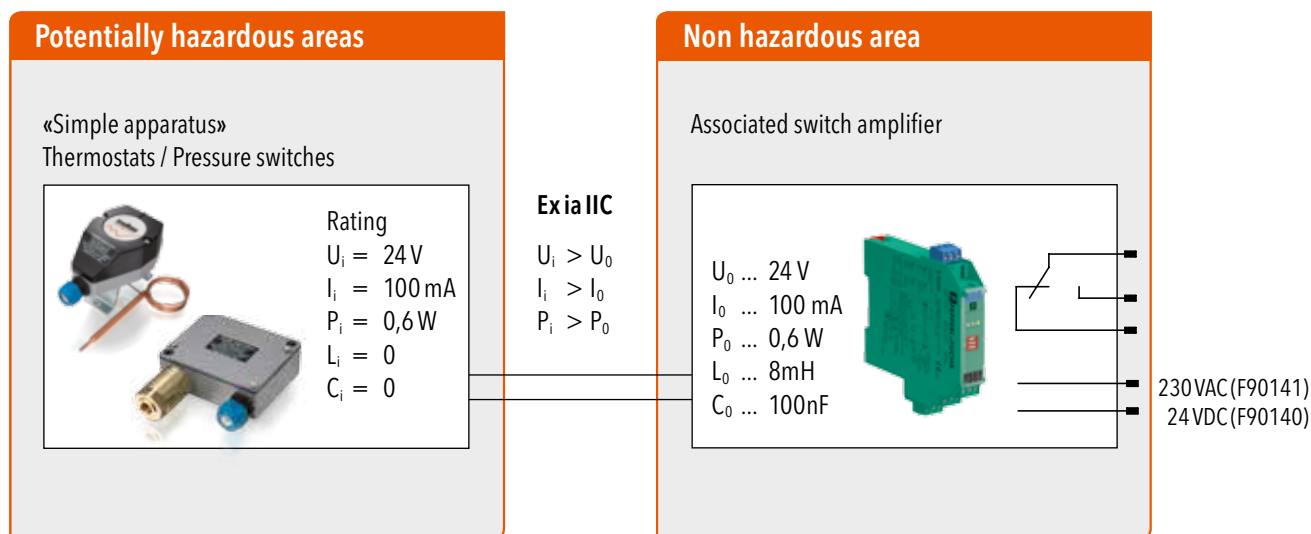 Potentially hazardous areas
«Simple apparatus»
Thermostats / Pressure switches
Rating
Uᵢ = 24 V
Iᵢ = 100 mA
Pᵢ = 0,6 W
Lᵢ = 0
Cᵢ = 0
Ex ia IIC
Uᵢ > U₀
Iᵢ > I₀
Pᵢ > P₀
Non hazardous area
Associated switch amplifier
U₀ ... 24 V
I₀ ... 100 mA
P₀ ... 0,6 W
L₀ ... 8mH
C₀ ... 100nF
230 VAC (F90141)
24 VDC (F90140)